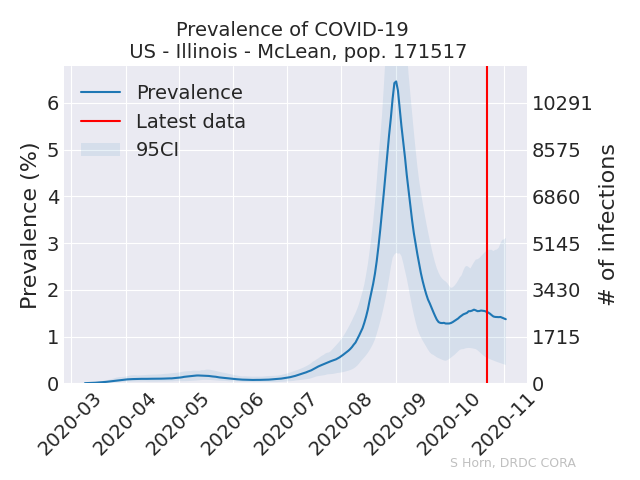 Prevalence of COVID-19
US - Illinois - McLean, pop. 171517
Prevalence
Latest data
95CI
Prevalence (%)
6
5
4
3
2
1
0
10291
8575
6860
5145
3430
1715
0
# of infections
2020-03
2020-04
2020-05
2020-06
2020-07
2020-08
2020-09
2020-10
2020-11
S Horn, DRDC CORA